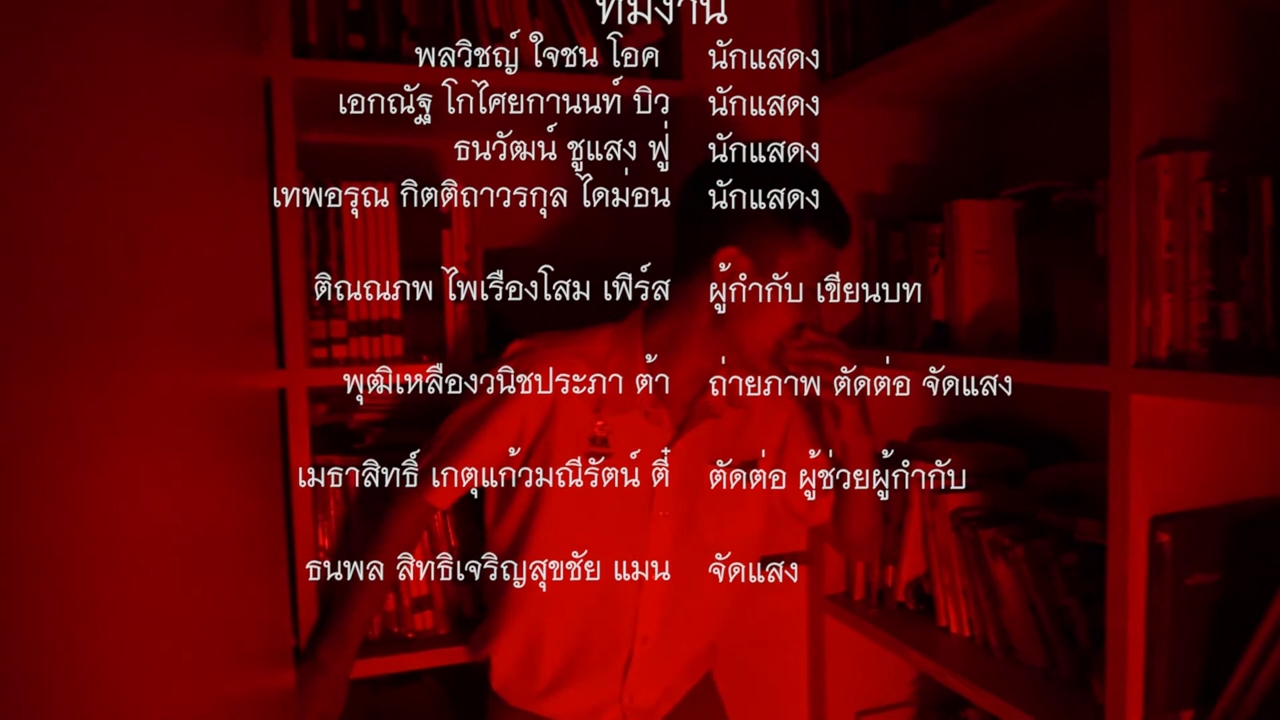 ทีมงาน
พลวิชญ์ ใจชน โอค นักแสดง
เอกณัฐ โกไศยกานนท์ บิว นักแสดง
ธนวัฒน์ ชูแสง ฟู่ นักแสดง
เทพอรุณ กิตติถาวรกุล ไดม่อน นักแสดง
ติณณภพ ไพเรืองโสม เฟิร์ส ผู้กำกับ เขียนบท
พุฒิเหลืองวนิชประภา ต้า ถ่ายภาพ ตัดต่อ จัดแสง
เมธาสิทธิ์ เกตุแก้วมณีรัตน์ ตี๋ ตัดต่อ ผู้ช่วยผู้กำกับ
ธนพล สิทธิเจริญสุขชัย แมน จัดแสง